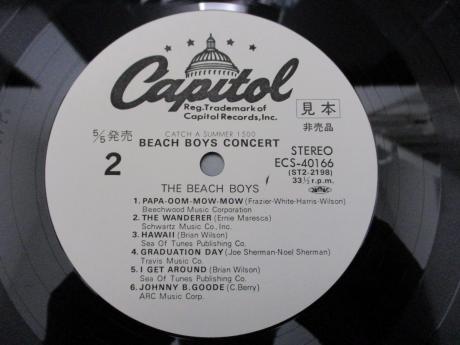 Capitol
Reg. Trademark of
Capitol Records, Inc.
見本
非売品
5/5発売
CATCH A SUMMER 1500
BEACH BOYS CONCERT
2
STEREO
ECS-40166
(ST2-2198)
33⅓ r.p.m.
THE BEACH BOYS
1. PAPA-OOM-MOW-MOW (Frazier-White-Harris-Wilson)
Beechwood Music Corporation
2. THE WANDERER (Ernie Maresca)
Schwartz Music Co., Inc.
3. HAWAII (Brian Wilson)
Sea Of Tunes Publishing Co.
4. GRADUATION DAY (Joe Sherman-Noel Sherman)
Travis Music Co.
5. I GET AROUND (Brian Wilson)
Sea Of Tunes Publishing Co.
6. JOHNNY B. GOODE (C. Berry)
ARC Music Corp.